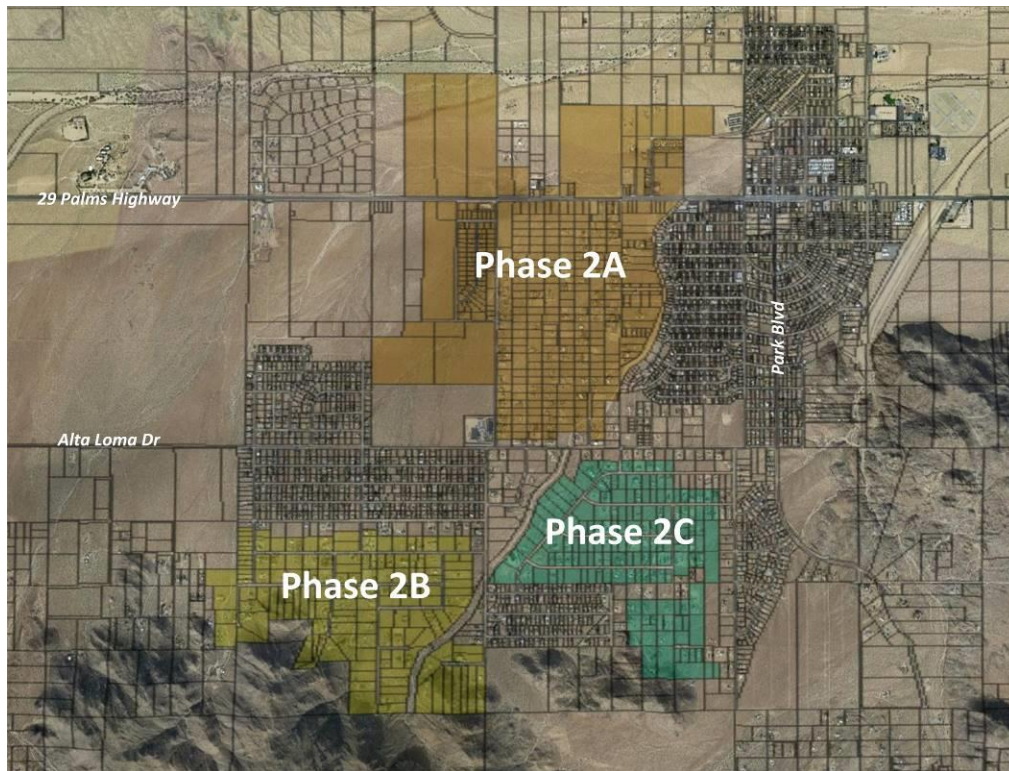 29 Palms Highway
Phase 2A
Park Blvd
Alta Loma Dr
Phase 2C
Phase 2B